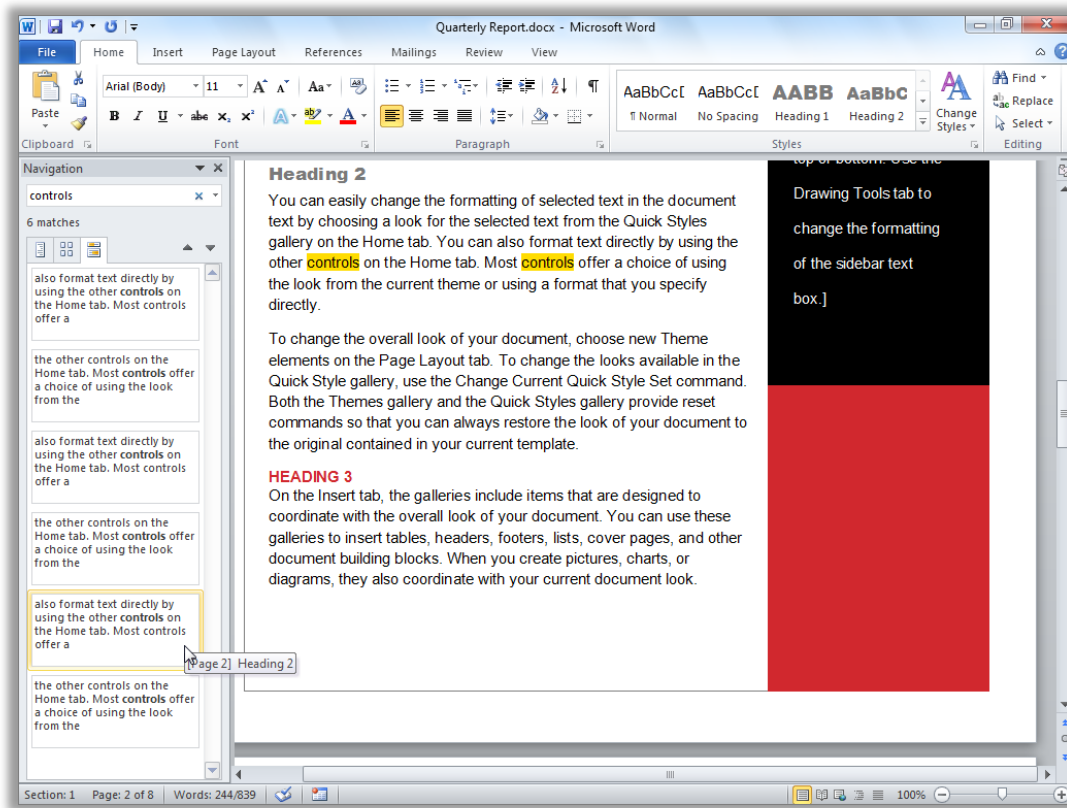 Quarterly Report.docx - Microsoft Word
File Home Insert Page Layout References Mailings Review View
Paste
Arial (Body) 11
AaBbCcD AaBbCcD AABB AaBbC
¶ Normal No Spacing Heading 1 Heading 2
Change
Styles
Find
Replace
Select
Clipboard Font Paragraph Styles Editing
Navigation
controls
6 matches
also format text directly by
using the other controls on
the Home tab. Most controls
offer a
the other controls on the
Home tab. Most controls offer
a choice of using the look
from the
also format text directly by
using the other controls on
the Home tab. Most controls
offer a
the other controls on the
Home tab. Most controls offer
a choice of using the look
from the
also format text directly by
using the other controls on
the Home tab. Most controls
offer a
[Page 2] Heading 2
the other controls on the
Home tab. Most controls offer
a choice of using the look
from the
Heading 2
You can easily change the formatting of selected text in the document
text by choosing a look for the selected text from the Quick Styles
gallery on the Home tab. You can also format text directly by using the
other controls on the Home tab. Most controls offer a choice of using
the look from the current theme or using a format that you specify
directly.
To change the overall look of your document, choose new Theme
elements on the Page Layout tab. To change the looks available in the
Quick Style gallery, use the Change Current Quick Style Set command.
Both the Themes gallery and the Quick Styles gallery provide reset
commands so that you can always restore the look of your document to
the original contained in your current template.
HEADING 3
On the Insert tab, the galleries include items that are designed to
coordinate with the overall look of your document. You can use these
galleries to insert tables, headers, footers, lists, cover pages, and other
document building blocks. When you create pictures, charts, or
diagrams, they also coordinate with your current document look.
top or bottom. Use the
Drawing Tools tab to
change the formatting
of the sidebar text
box.]
Section: 1 Page: 2 of 8 Words: 244/839
100%